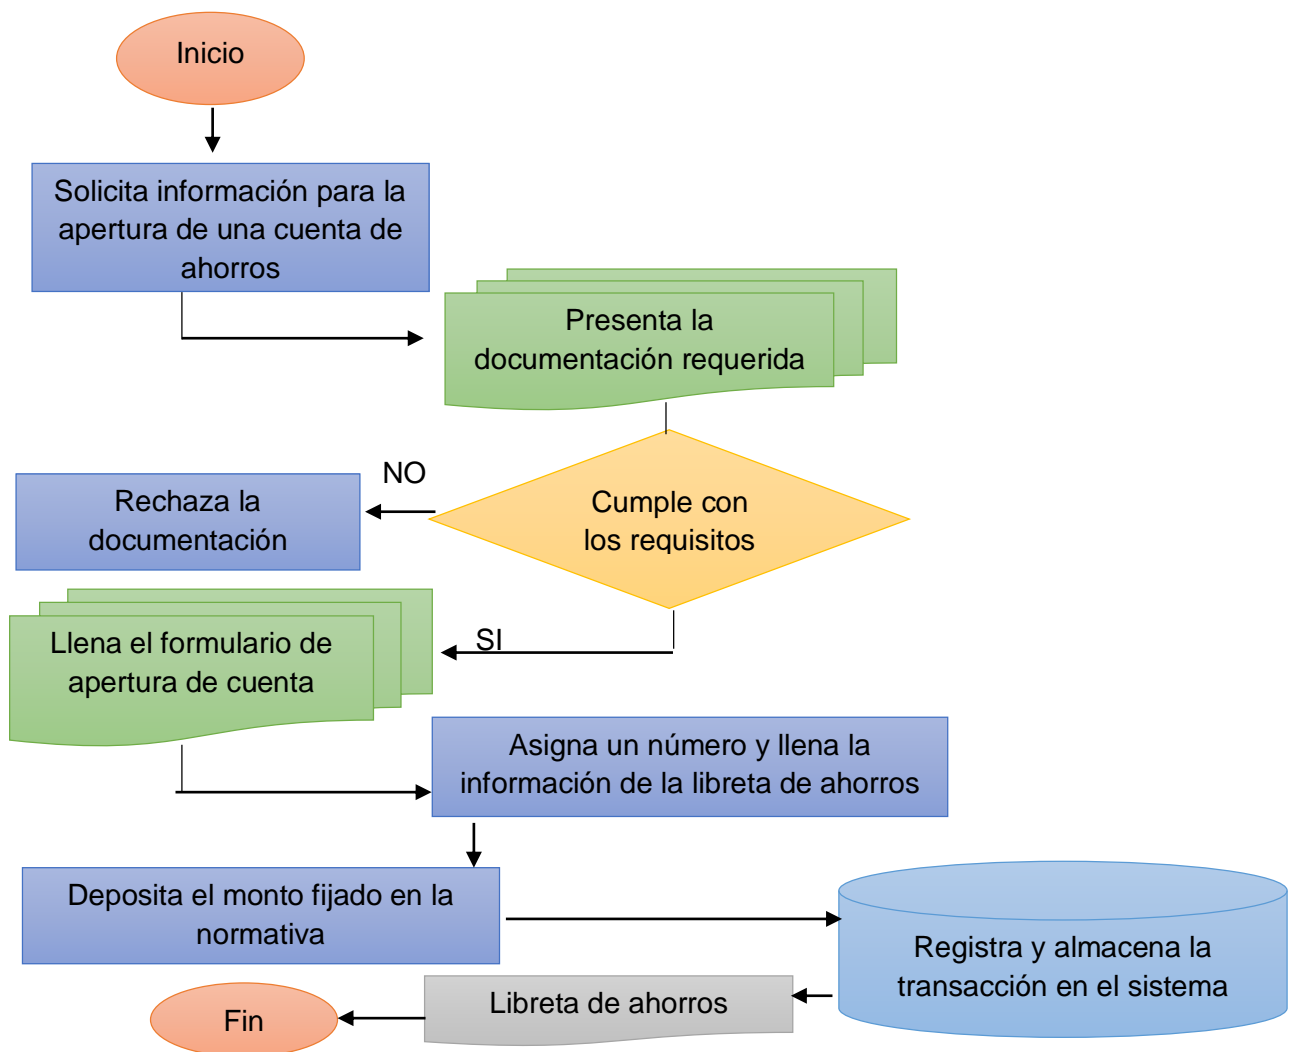 Inicio
Solicita información para la
apertura de una cuenta de
ahorros
Presenta la
documentación requerida
NO
Rechaza la
documentación
Cumple con
los requisitos
SI
Llena el formulario de
apertura de cuenta
Asigna un número y llena la
información de la libreta de ahorros
Deposita el monto fijado en la
normativa
Registra y almacena la
transacción en el sistema
Libreta de ahorros
Fin